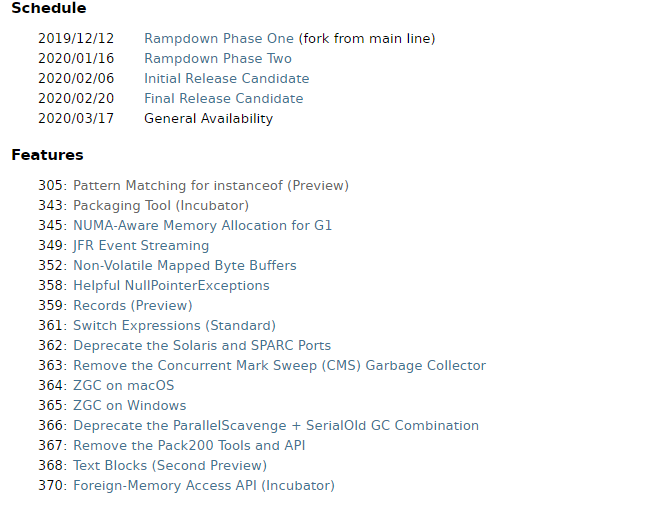 Schedule
2019/12/12 Rampdown Phase One (fork from main line)
2020/01/16 Rampdown Phase Two
2020/02/06 Initial Release Candidate
2020/02/20 Final Release Candidate
2020/03/17 General Availability
Features
305: Pattern Matching for instanceof (Preview)
343: Packaging Tool (Incubator)
345: NUMA-Aware Memory Allocation for G1
349: JFR Event Streaming
352: Non-Volatile Mapped Byte Buffers
358: Helpful NullPointerExceptions
359: Records (Preview)
361: Switch Expressions (Standard)
362: Deprecate the Solaris and SPARC Ports
363: Remove the Concurrent Mark Sweep (CMS) Garbage Collector
364: ZGC on macOS
365: ZGC on Windows
366: Deprecate the ParallelScavenge + SerialOld GC Combination
367: Remove the Pack200 Tools and API
368: Text Blocks (Second Preview)
370: Foreign-Memory Access API (Incubator)